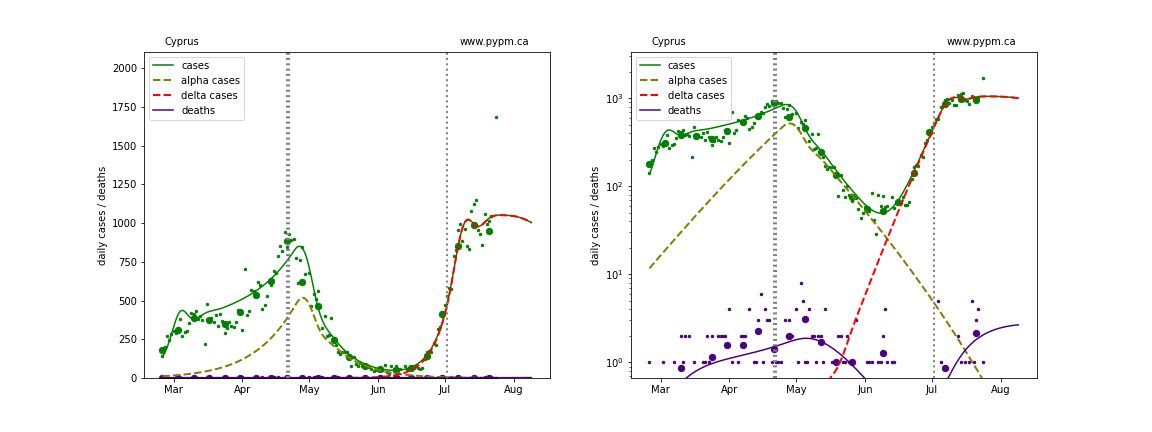 Cyprus
www.pypm.ca
cases
alpha cases
delta cases
deaths
daily cases / deaths
2000
1750
1500
1250
1000
750
500
250
0
Mar
Apr
May
Jun
Jul
Aug
Cyprus
www.pypm.ca
cases
alpha cases
delta cases
deaths
daily cases / deaths
10³
10²
10¹
10⁰
Mar
Apr
May
Jun
Jul
Aug